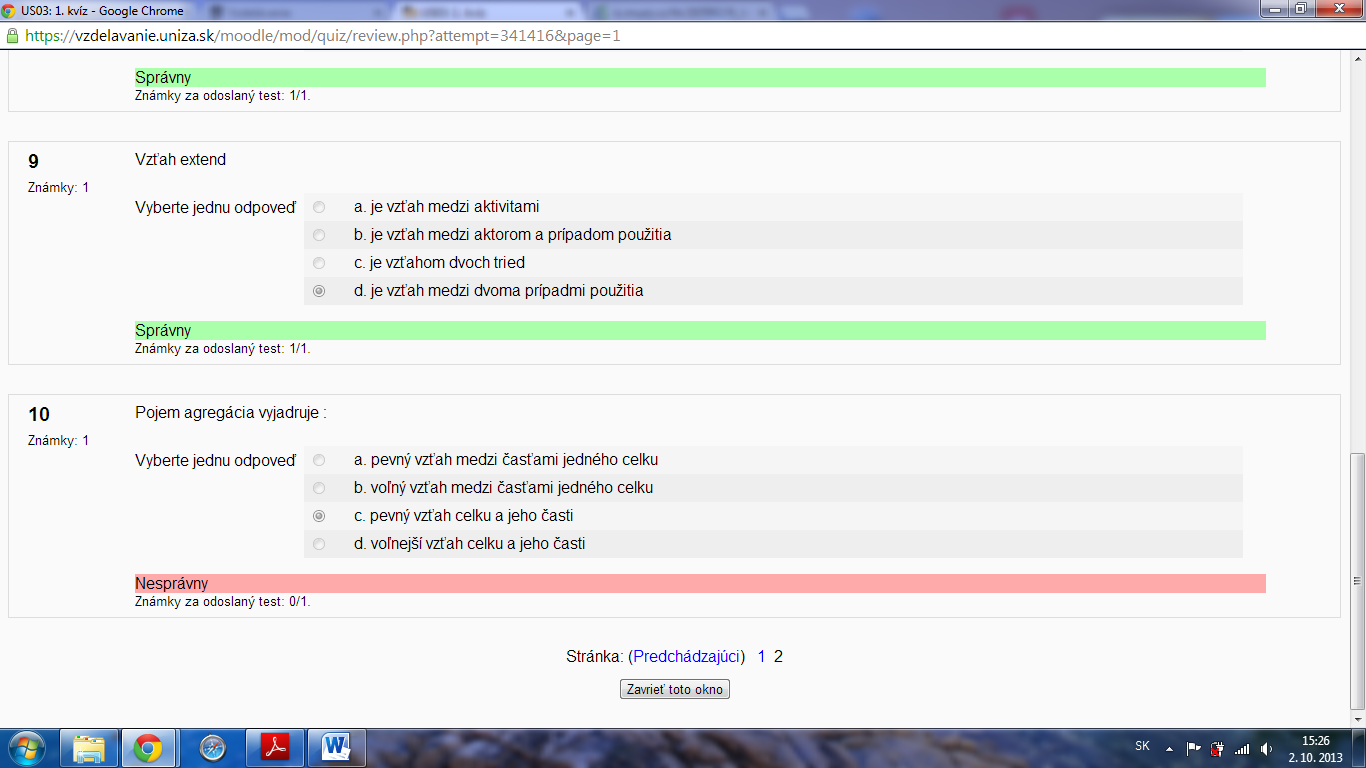 US03: 1. kvíz - Google Chrome
https://vzdelavanie.uniza.sk/moodle/mod/quiz/review.php?attempt=341416&page=1
Správny
Známky za odoslaný test: 1/1.
9
Známky: 1
Vzťah extend
Vyberte jednu odpoveď
a. je vzťah medzi aktivitami
b. je vzťah medzi aktorom a prípadom použitia
c. je vzťahom dvoch tried
d. je vzťah medzi dvoma prípadmi použitia
Správny
Známky za odoslaný test: 1/1.
10
Známky: 1
Pojem agregácia vyjadruje :
Vyberte jednu odpoveď
a. pevný vzťah medzi časťami jedného celku
b. voľný vzťah medzi časťami jedného celku
c. pevný vzťah celku a jeho časti
d. voľnejší vzťah celku a jeho časti
Nesprávny
Známky za odoslaný test: 0/1.
Stránka: (Predchádzajúci) 1 2
Zavrieť toto okno
SK
15:26
2. 10. 2013